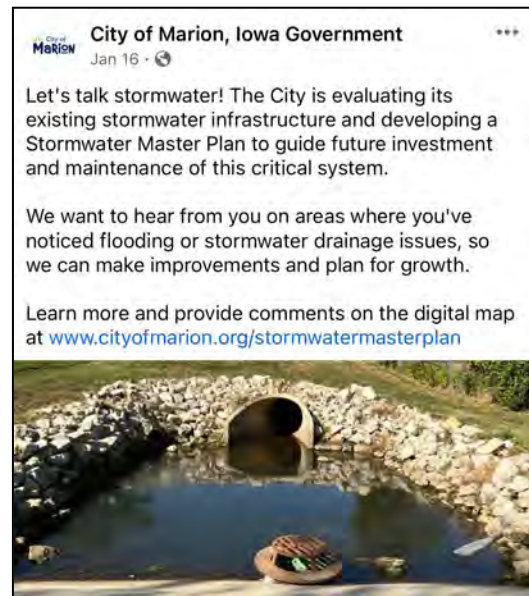 City of
MARION
City of Marion, Iowa Government
Jan 16 ·
Let's talk stormwater! The City is evaluating its
existing stormwater infrastructure and developing a
Stormwater Master Plan to guide future investment
and maintenance of this critical system.
We want to hear from you on areas where you've
noticed flooding or stormwater drainage issues, so
we can make improvements and plan for growth.
Learn more and provide comments on the digital map
at www.cityofmarion.org/stormwatermasterplan